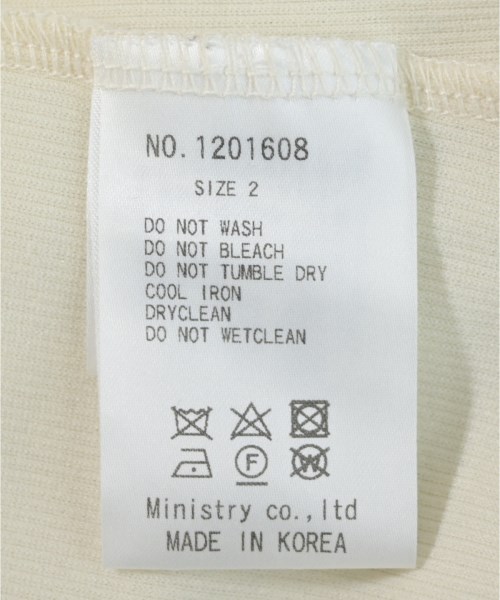 NO. 1201608
SIZE 2
DO NOT WASH
DO NOT BLEACH
DO NOT TUMBLE DRY
COOL IRON
DRYCLEAN
DO NOT WETCLEAN
F W
Ministry co.,ltd
MADE IN KOREA